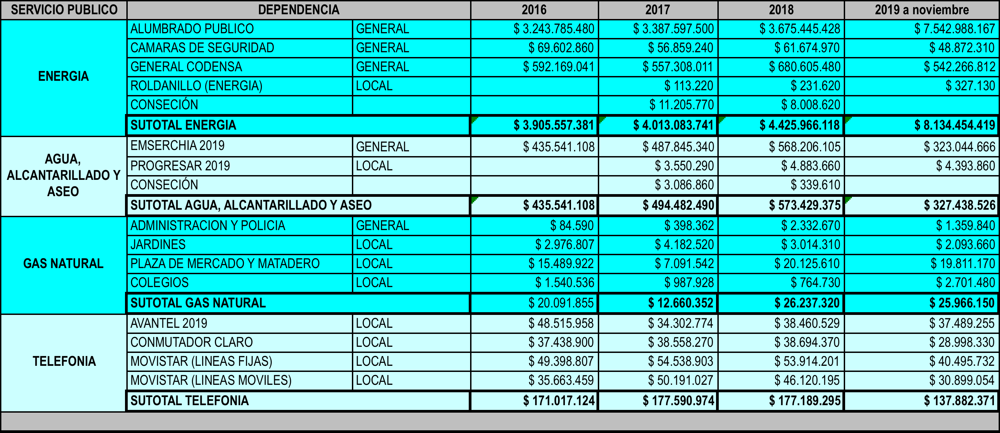 SERVICIO PUBLICO DEPENDENCIA 2016 2017 2018 2019 a noviembre
ENERGIA
ALUMBRADO PUBLICO GENERAL $ 3.243.785.480 $ 3.387.597.500 $ 3.675.445.428 $ 7.542.988.167
CAMARAS DE SEGURIDAD GENERAL $ 69.602.860 $ 56.859.240 $ 61.674.970 $ 48.872.310
GENERAL CODENSA GENERAL $ 592.169.041 $ 557.308.011 $ 680.605.480 $ 542.266.812
ROLDANILLO (ENERGIA) LOCAL $ 113.220 $ 231.620 $ 327.130
CONSECIÓN $ 11.205.770 $ 8.008.620
SUTOTAL ENERGIA $ 3.905.557.381 $ 4.013.083.741 $ 4.425.966.118 $ 8.134.454.419
AGUA,
ALCANTARILLADO Y
ASEO
EMSERCHIA 2019 GENERAL $ 435.541.108 $ 487.845.340 $ 568.206.105 $ 323.044.666
PROGRESAR 2019 LOCAL $ 3.550.290 $ 4.883.660 $ 4.393.860
CONSECIÓN $ 3.086.860 $ 339.610
SUTOTAL AGUA, ALCANTARILLADO Y ASEO $ 435.541.108 $ 494.482.490 $ 573.429.375 $ 327.438.526
GAS NATURAL
ADMINISTRACION Y POLICIA GENERAL $ 84.590 $ 398.362 $ 2.332.670 $ 1.359.840
JARDINES LOCAL $ 2.976.807 $ 4.182.520 $ 3.014.310 $ 2.093.660
PLAZA DE MERCADO Y MATADERO LOCAL $ 15.489.922 $ 7.091.542 $ 20.125.610 $ 19.811.170
COLEGIOS LOCAL $ 1.540.536 $ 987.928 $ 764.730 $ 2.701.480
SUTOTAL GAS NATURAL $ 20.091.855 $ 12.660.352 $ 26.237.320 $ 25.966.150
TELEFONIA
AVANTEL 2019 LOCAL $ 48.515.958 $ 34.302.774 $ 38.460.529 $ 37.489.255
CONMUTADOR CLARO LOCAL $ 37.438.900 $ 38.558.270 $ 38.694.370 $ 28.998.330
MOVISTAR (LINEAS FIJAS) LOCAL $ 49.398.807 $ 54.538.903 $ 53.914.201 $ 40.495.732
MOVISTAR (LINEAS MOVILES) LOCAL $ 35.663.459 $ 50.191.027 $ 46.120.195 $ 30.899.054
SUTOTAL TELEFONIA $ 171.017.124 $ 177.590.974 $ 177.189.295 $ 137.882.371